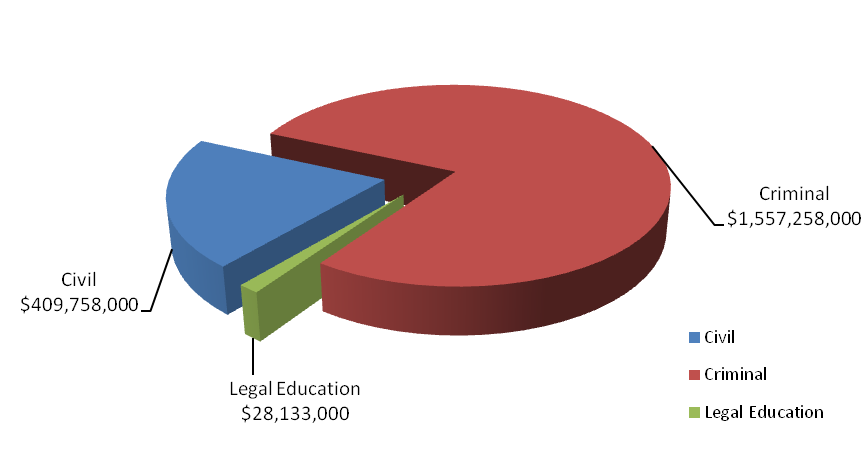 Criminal
$1,557,258,000
Civil
$409,758,000
Legal Education
$28,133,000
Civil
Criminal
Legal Education